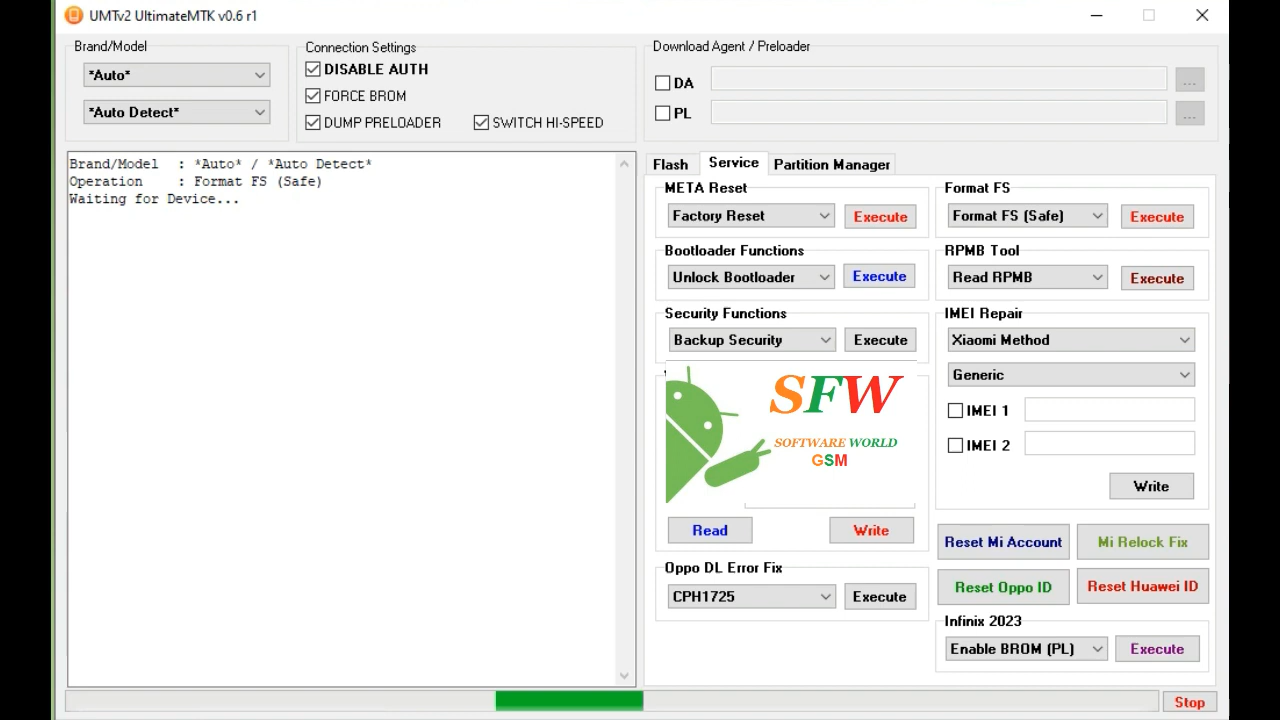 UMTv2 UltimateMTK v0.6 r1
Brand/Model
*Auto*
*Auto Detect*
Connection Settings
DISABLE AUTH
FORCE BROM
DUMP PRELOADER
SWITCH HI-SPEED
Download Agent / Preloader
DA
...
PL
...
Brand/Model : *Auto* / *Auto Detect*
Operation : Format FS (Safe)
Waiting for Device...
Flash
Service
Partition Manager
META Reset
Factory Reset
Execute
Bootloader Functions
Unlock Bootloader
Execute
Security Functions
Backup Security
Execute
SFW
SOFTWARE WORLD
GSM
Read
Write
Oppo DL Error Fix
CPH1725
Execute
Format FS
Format FS (Safe)
Execute
RPMB Tool
Read RPMB
Execute
IMEI Repair
Xiaomi Method
Generic
IMEI 1
IMEI 2
Write
Reset Mi Account
Mi Relock Fix
Reset Oppo ID
Reset Huawei ID
Infinix 2023
Enable BROM (PL)
Execute
Stop